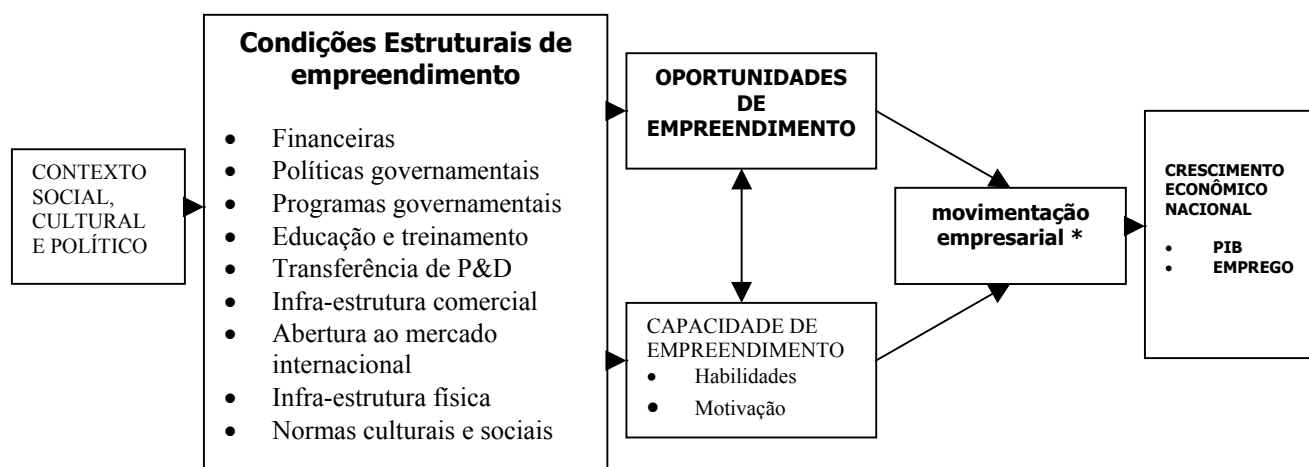 CONTEXTO
SOCIAL,
CULTURAL
E POLÍTICO
Condições Estruturais de
empreendimento
• Financeiras
• Políticas governamentais
• Programas governamentais
• Educação e treinamento
• Transferência de P&D
• Infra-estrutura comercial
• Abertura ao mercado
internacional
• Infra-estrutura física
• Normas culturais e sociais
OPORTUNIDADES
DE
EMPREENDIMENTO
CAPACIDADE DE
EMPREENDIMENTO
• Habilidades
• Motivação
movimentação
empresarial *
CRESCIMENTO
ECONÔMICO
NACIONAL
• PIB
• EMPREGO